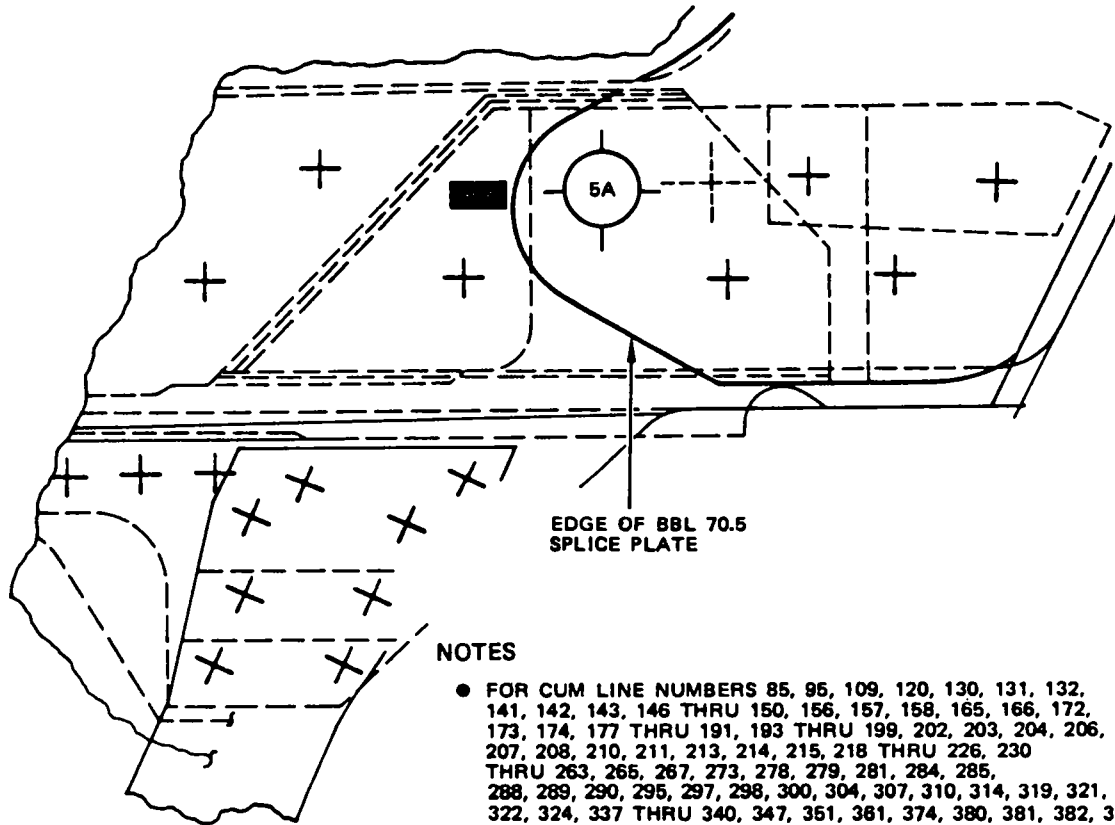 5A
EDGE OF BBL 70.5
SPLICE PLATE
NOTES
● FOR CUM LINE NUMBERS 85, 95, 109, 120, 130, 131, 132,
141, 142, 143, 146 THRU 150, 156, 157, 158, 165, 166, 172,
173, 174, 177 THRU 191, 193 THRU 199, 202, 203, 204, 206,
207, 208, 210, 211, 213, 214, 215, 218 THRU 226, 230
THRU 263, 265, 267, 273, 278, 279, 281, 284, 285,
288, 289, 290, 295, 297, 298, 300, 304, 307, 310, 314, 319, 321,
322, 324, 337 THRU 340, 347, 351, 361, 374, 380, 381, 382, 3